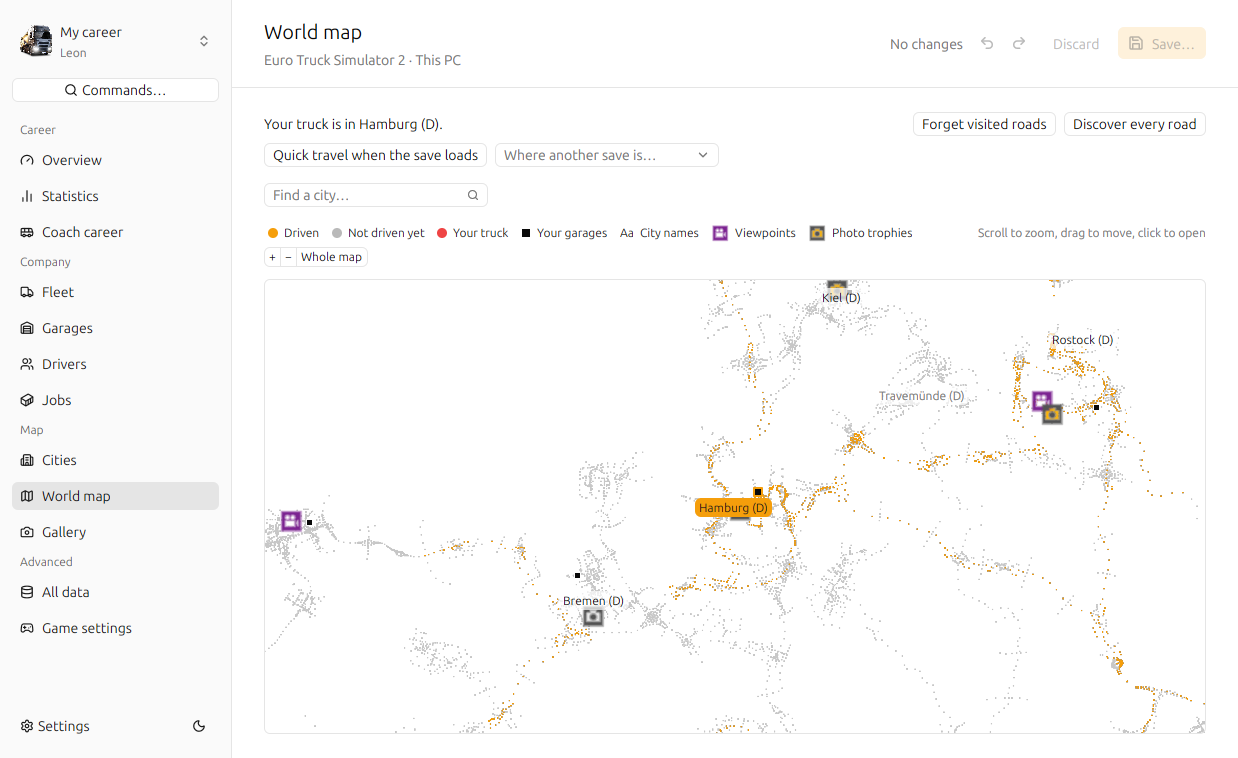 My career
Leon
Commands…
Career
Overview
Statistics
Coach career
Company
Fleet
Garages
Drivers
Jobs
Map
Cities
World map
Gallery
Advanced
All data
Game settings
Settings
World map
Euro Truck Simulator 2 · This PC
No changes
Discard
Save…
Your truck is in Hamburg (D).
Forget visited roads
Discover every road
Quick travel when the save loads
Where another save is…
Find a city…
Driven
Not driven yet
Your truck
Your garages
Aa City names
Viewpoints
Photo trophies
Scroll to zoom, drag to move, click to open
+ − Whole map
Kiel (D)
Rostock (D)
Travemünde (D)
Hamburg (D)
Bremen (D)